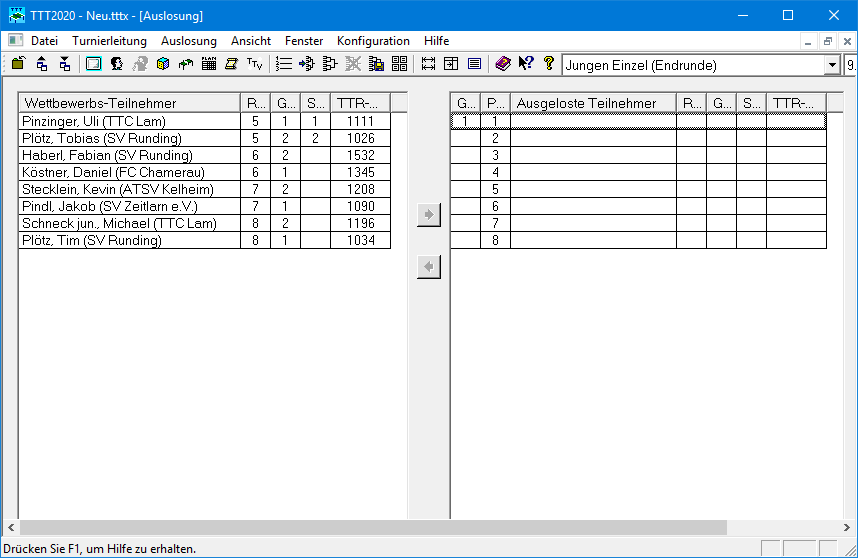 TTT2020 - Neu.tttx - [Auslosung]
Datei Turnierleitung Auslosung Ansicht Fenster Konfiguration Hilfe
Jungen Einzel (Endrunde) 9.
Wettbewerbs-Teilnehmer R... G... S... TTR-...
Pinzinger, Uli (TTC Lam) 5 1 1 1111
Plötz, Tobias (SV Runding) 5 2 2 1026
Haberl, Fabian (SV Runding) 6 2 1532
Köstner, Daniel (FC Chamerau) 6 1 1345
Stecklein, Kevin (ATSV Kelheim) 7 2 1208
Pindl, Jakob (SV Zeitlarn e.V.) 7 1 1090
Schneck jun., Michael (TTC Lam) 8 2 1196
Plötz, Tim (SV Runding) 8 1 1034
G... P... Ausgeloste Teilnehmer R... G... S... TTR-...
1 1
2
3
4
5
6
7
8
Drücken Sie F1, um Hilfe zu erhalten.